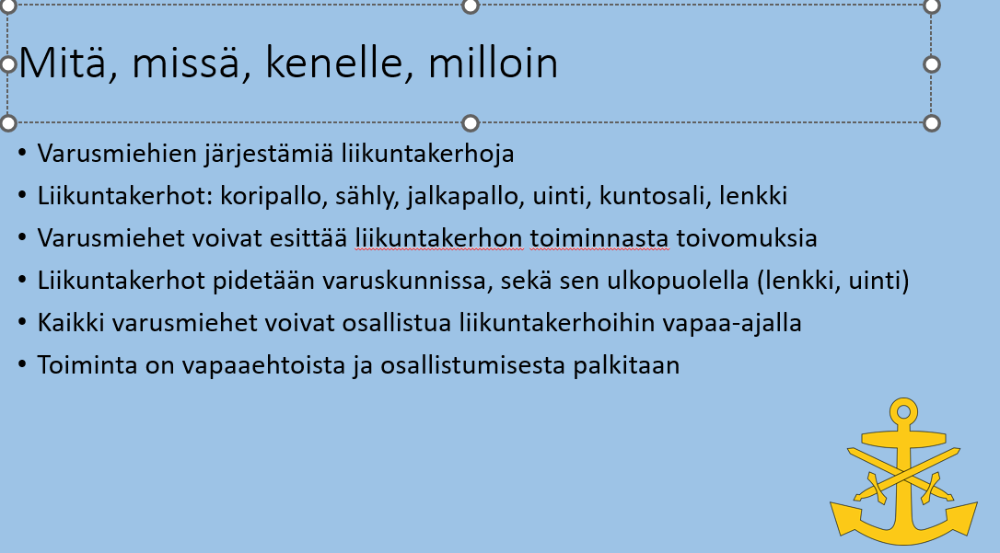 Mitä, missä, kenelle, milloin
• Varusmiehien järjestämiä liikuntakerhoja
• Liikuntakerhot: koripallo, sähly, jalkapallo, uinti, kuntosali, lenkki
• Varusmiehet voivat esittää liikuntakerhon toiminnasta toivomuksia
• Liikuntakerhot pidetään varuskunnissa, sekä sen ulkopuolella (lenkki, uinti)
• Kaikki varusmiehet voivat osallistua liikuntakerhoihin vapaa-ajalla
• Toiminta on vapaaehtoista ja osallistumisesta palkitaan